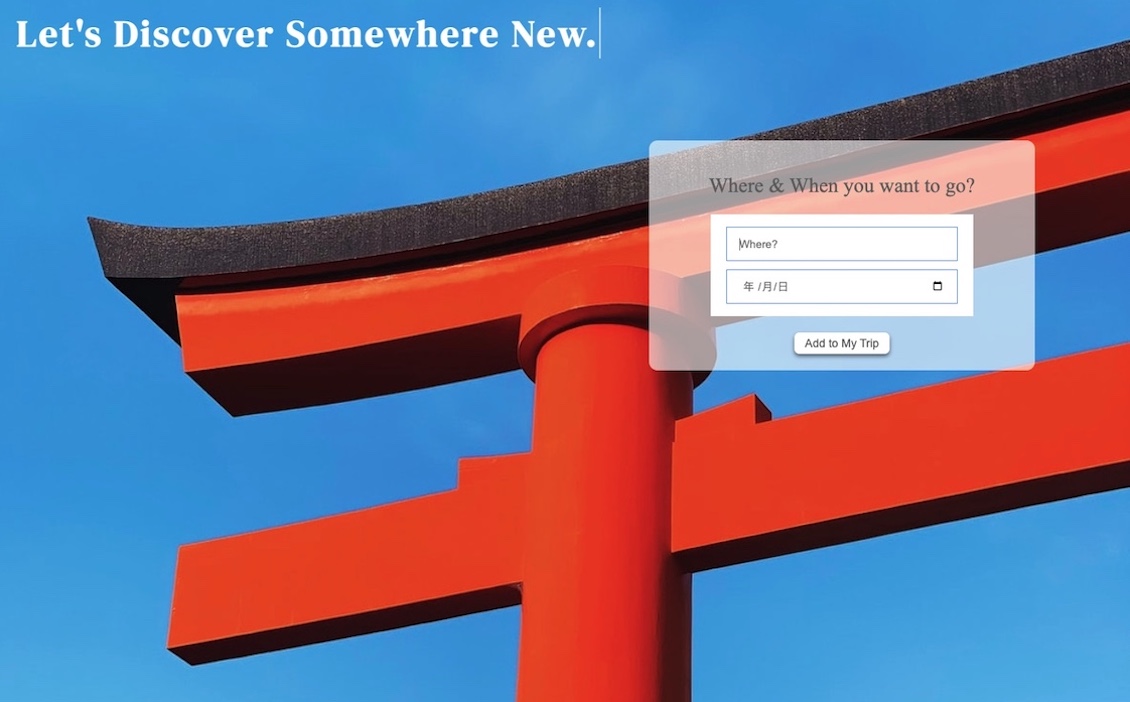 Let's Discover Somewhere New.
Where & When you want to go?
Where?
年 /月/日
Add to My Trip